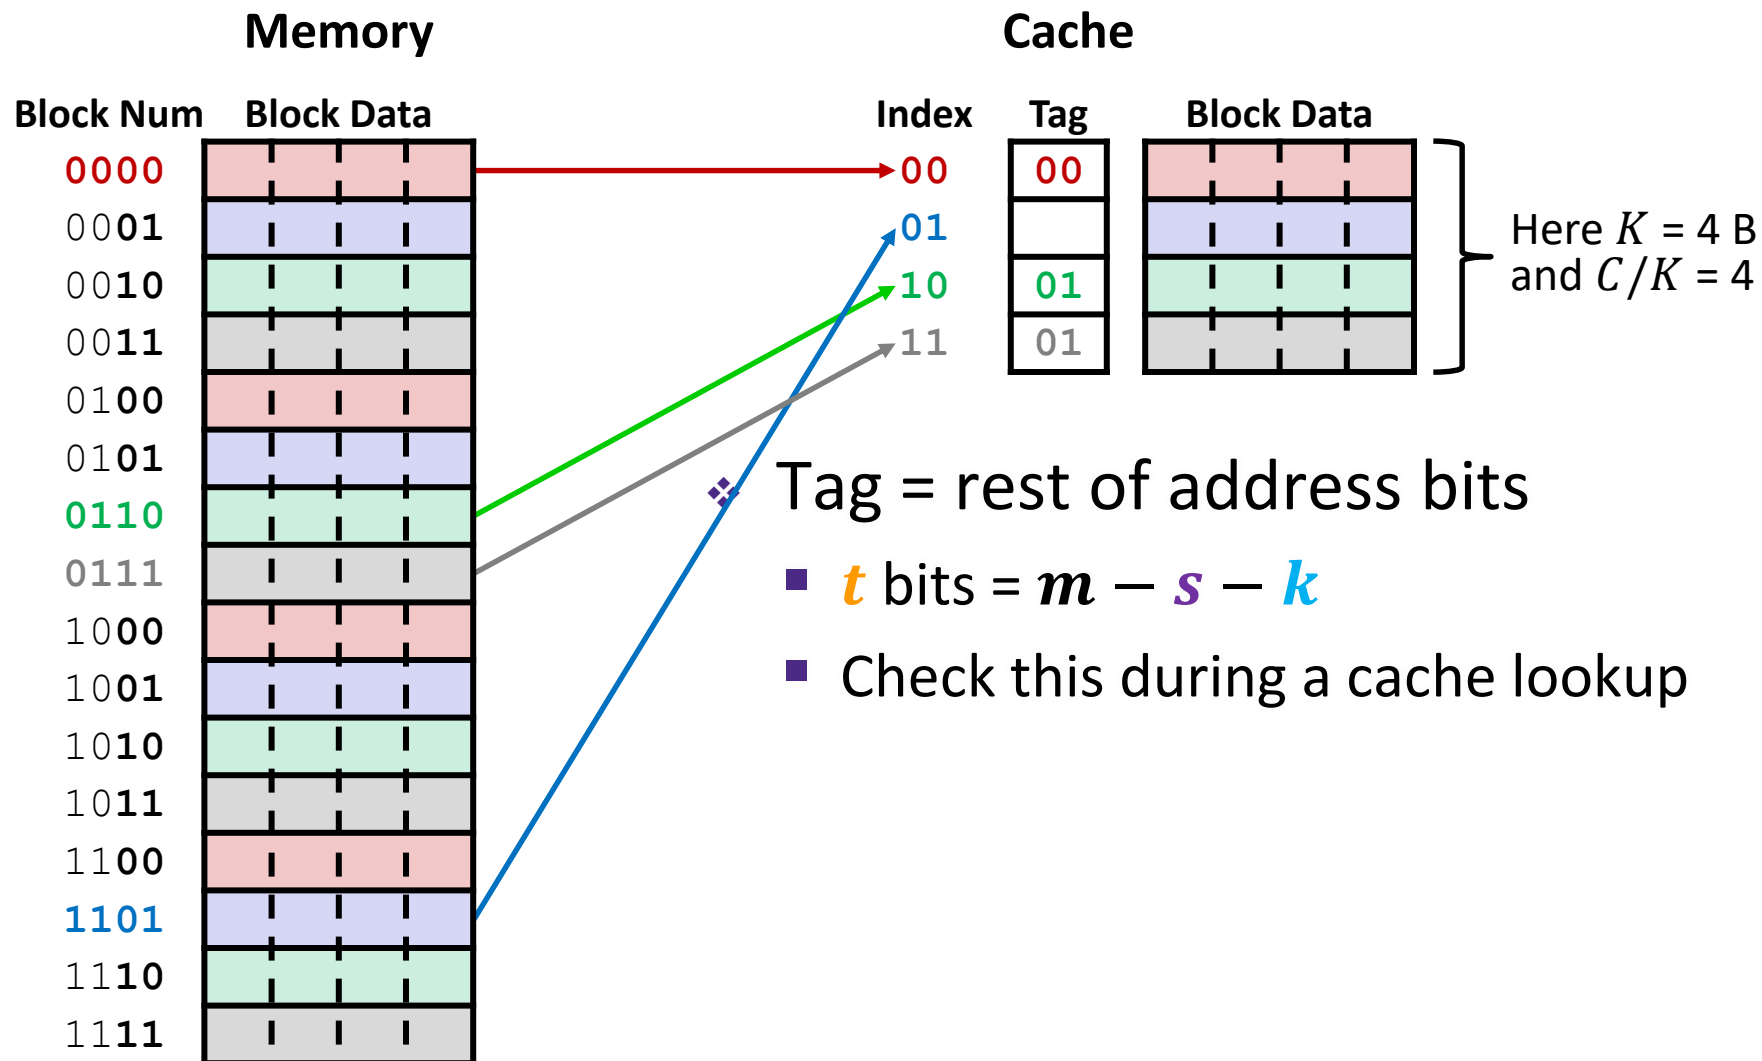 Memory Cache
Block Num Block Data Index Tag Block Data
0000 00 00
0001 01
0010 10 01
0011 11 01
Here K = 4 B
and C/K = 4
0100
0101
0110
0111
1000
1001
1010
1011
1100
1101
1110
1111
❖ Tag = rest of address bits
▪ t bits = m − s − k
▪ Check this during a cache lookup